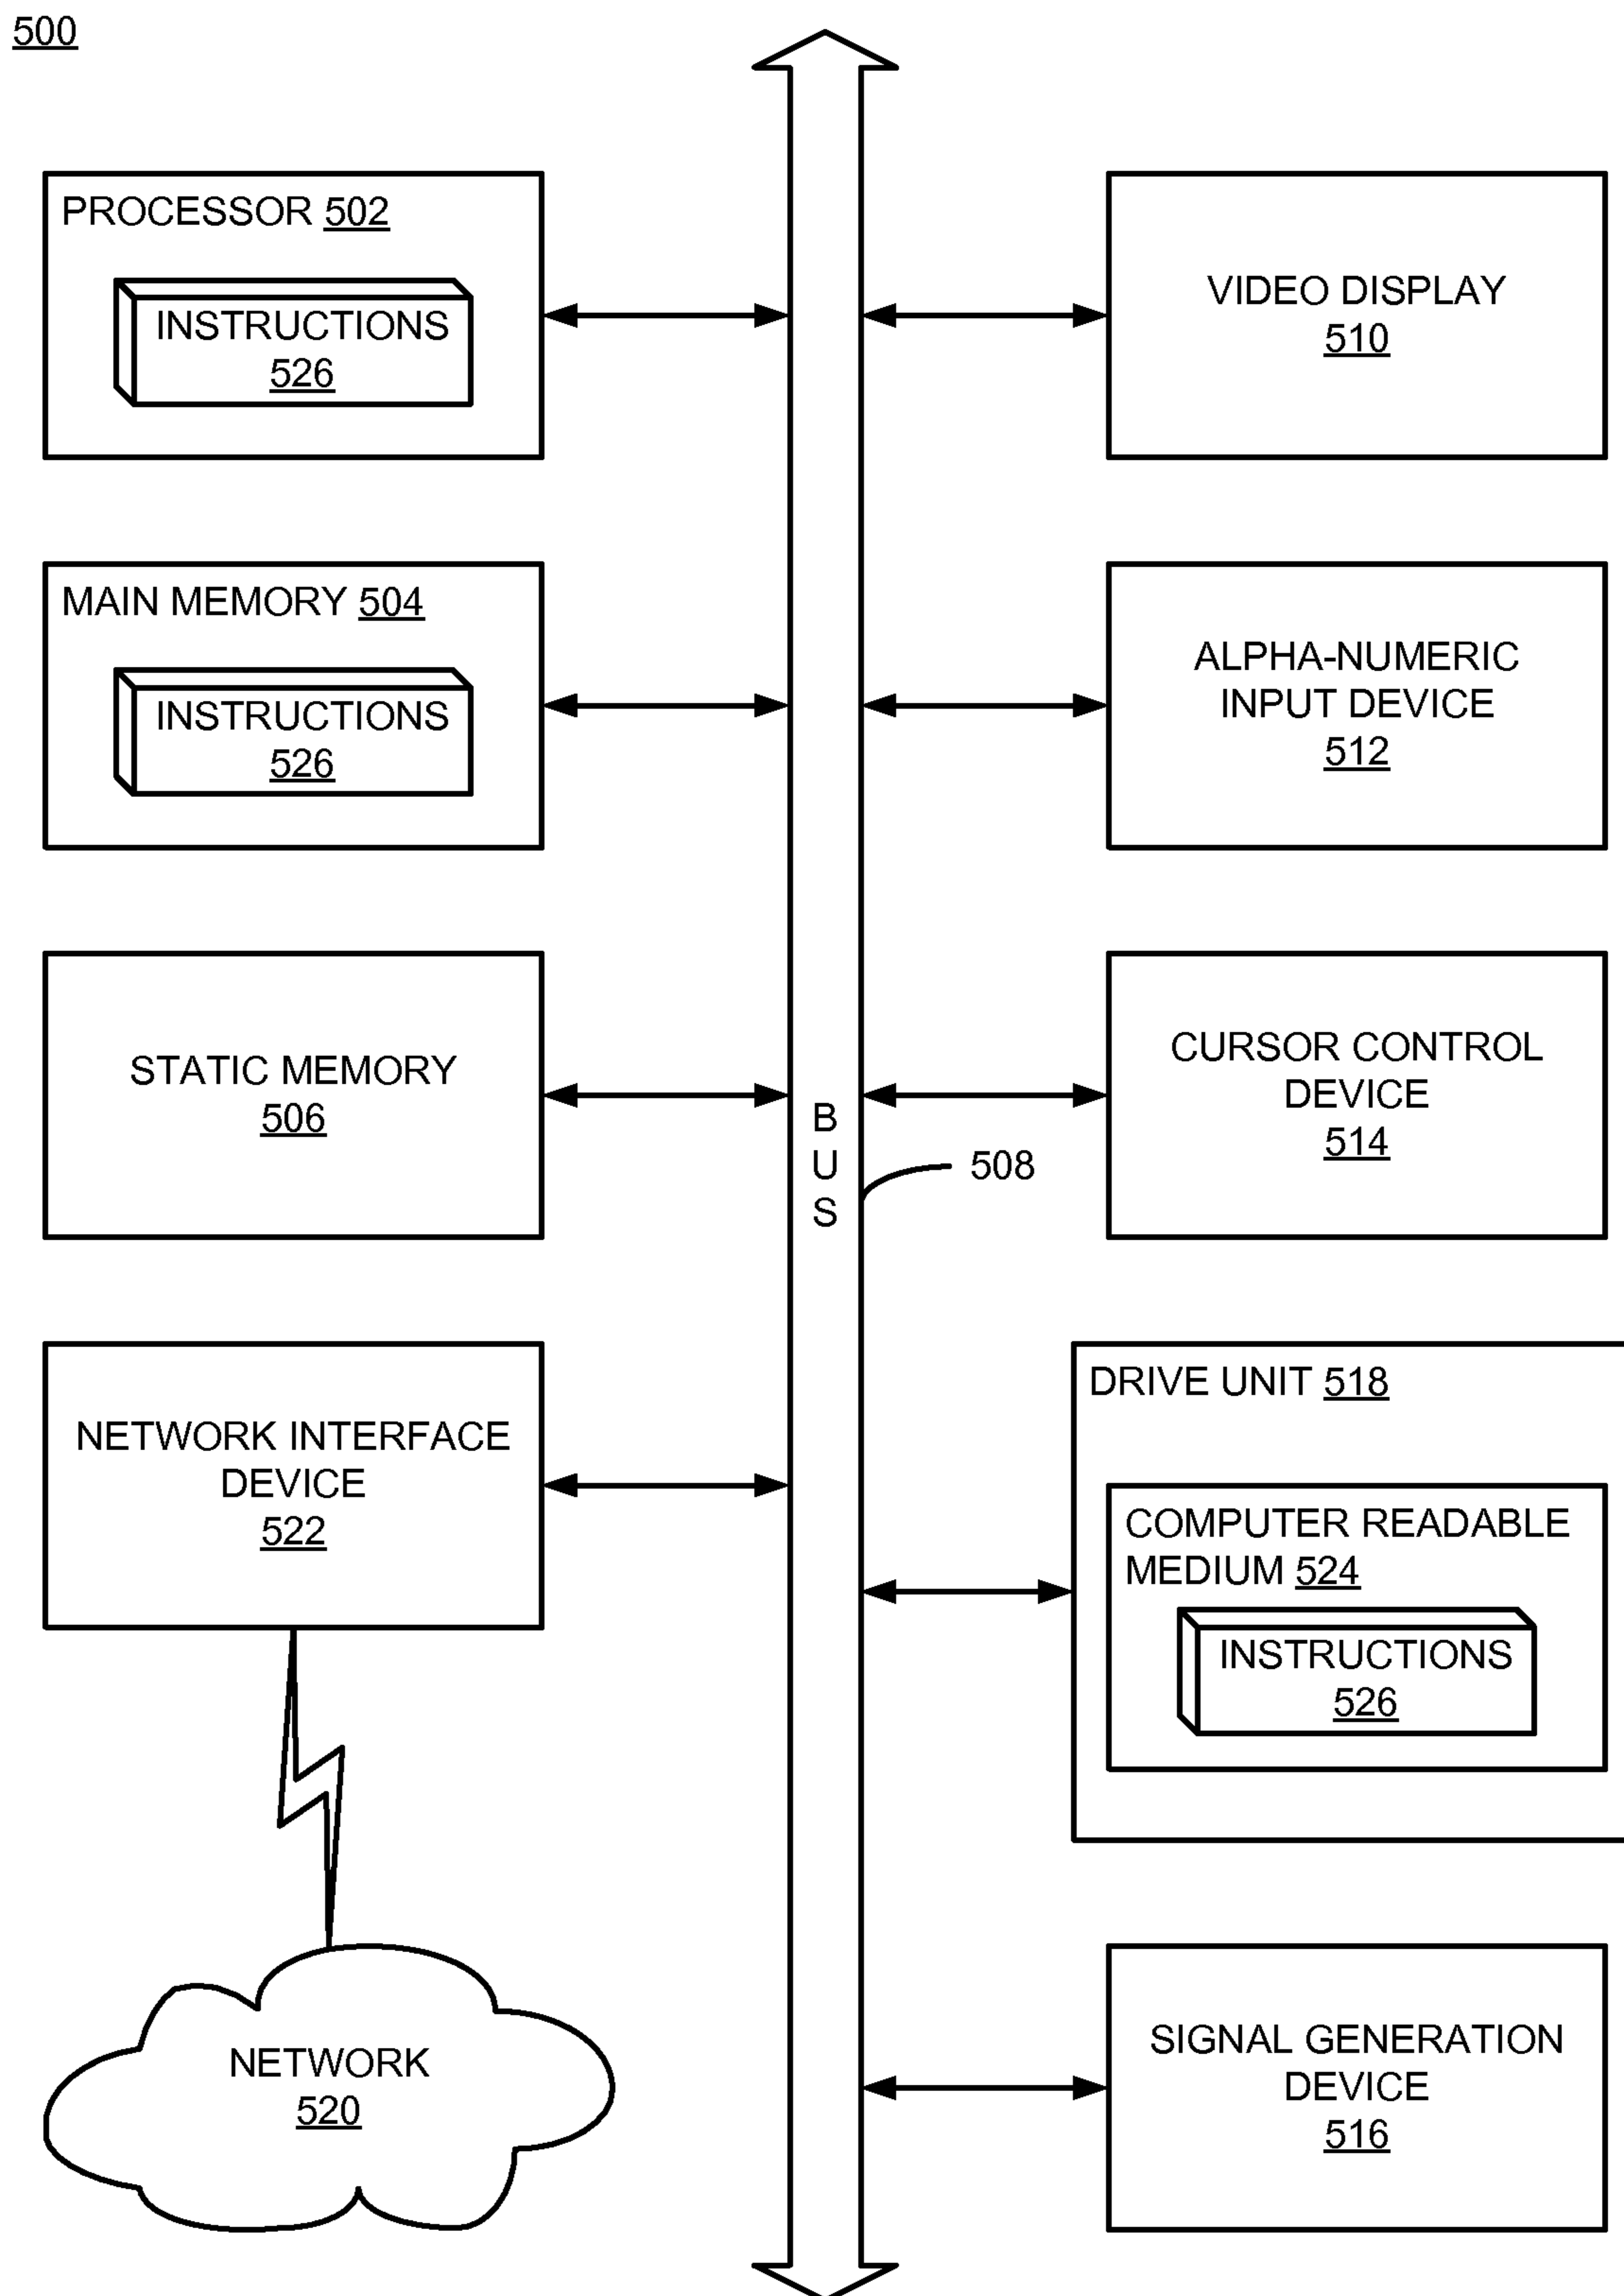 500
PROCESSOR 502
INSTRUCTIONS
526
MAIN MEMORY 504
INSTRUCTIONS
526
STATIC MEMORY
506
NETWORK INTERFACE
DEVICE
522
NETWORK
520
B
U
S
508
VIDEO DISPLAY
510
ALPHA-NUMERIC
INPUT DEVICE
512
CURSOR CONTROL
DEVICE
514
DRIVE UNIT 518
COMPUTER READABLE
MEDIUM 524
INSTRUCTIONS
526
SIGNAL GENERATION
DEVICE
516